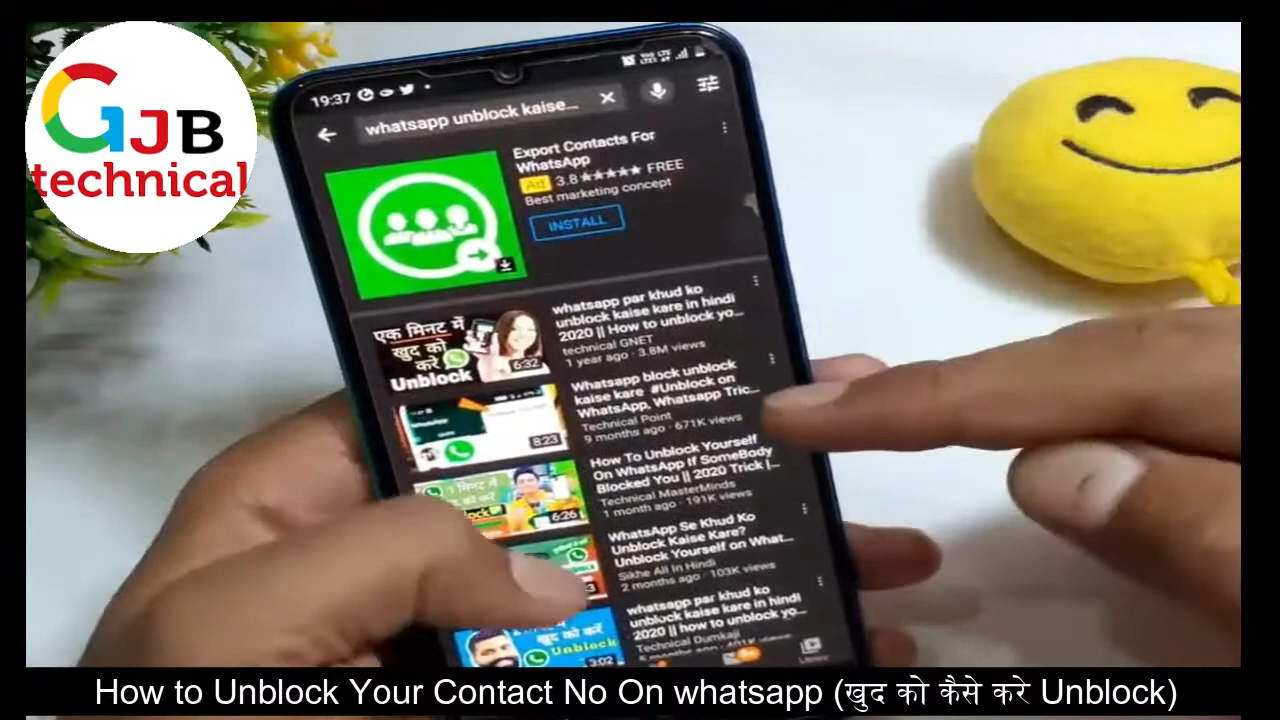 GJB
technical
19:37
whatsapp unblock kaise...
Export Contacts For
WhatsApp
Ad 3.8 ★★★★★ FREE
Best marketing concept
INSTALL
एक मिनट में
खुद को
करे
Unblock
6:32
whatsapp par khud ko
unblock kaise kare in hindi
2020 || How to unblock yo...
technical GNET
1 year ago · 3.8M views
8:23
Whatsapp block unblock
kaise kare #Unblock on
WhatsApp, Whatsapp Tric...
Technical Point
9 months ago · 671K views
1 मिनट में
6:26
How To Unblock Yourself
On WhatsApp If SomeBody
Blocked You || 2020 Trick |...
Technical MasterMinds
1 month ago · 191K views
WhatsApp Se Khud Ko
Unblock Kaise Kare?
Unblock Yourself on What...
Sikhe All In Hindi
2 months ago · 103K views
खुद को करें
Unblock
3:02
whatsapp par khud ko
unblock kaise kare in hindi
2020 || how to unblock yo...
Technical Dumkaji
How to Unblock Your Contact No On whatsapp (खुद को कैसे करे Unblock)